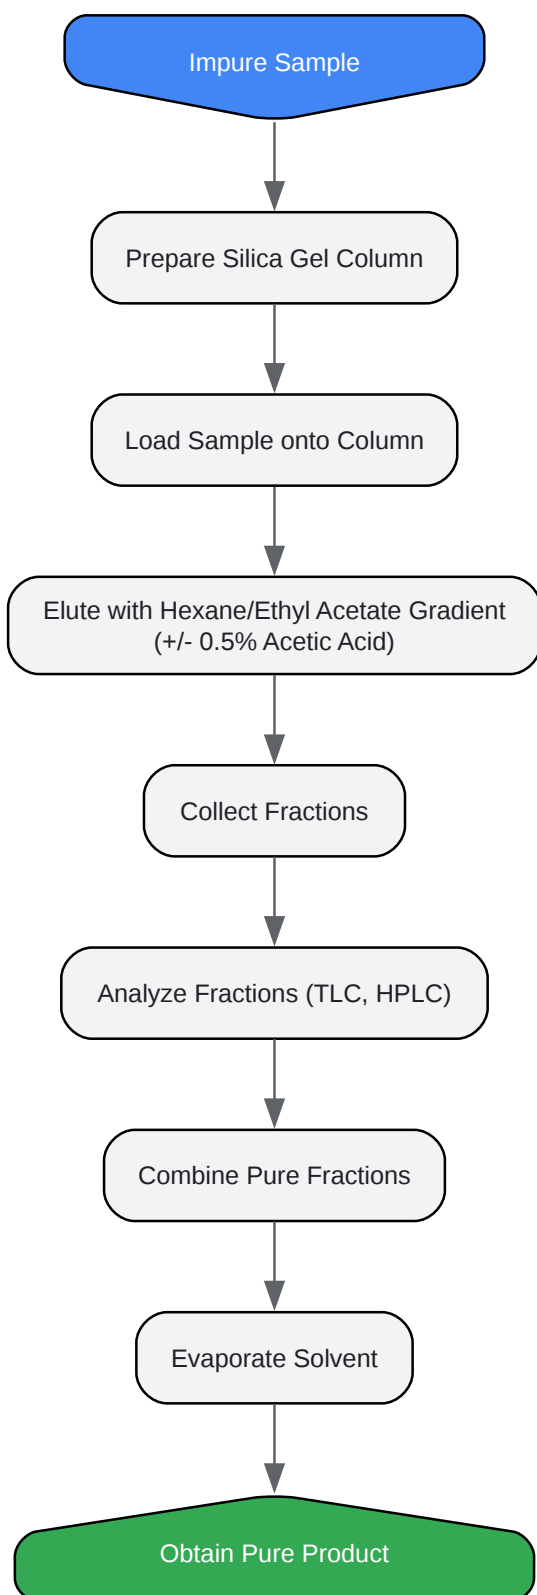 Impure Sample
Prepare Silica Gel Column
Load Sample onto Column
Elute with Hexane/Ethyl Acetate Gradient
(+/- 0.5% Acetic Acid)
Collect Fractions
Analyze Fractions (TLC, HPLC)
Combine Pure Fractions
Evaporate Solvent
Obtain Pure Product